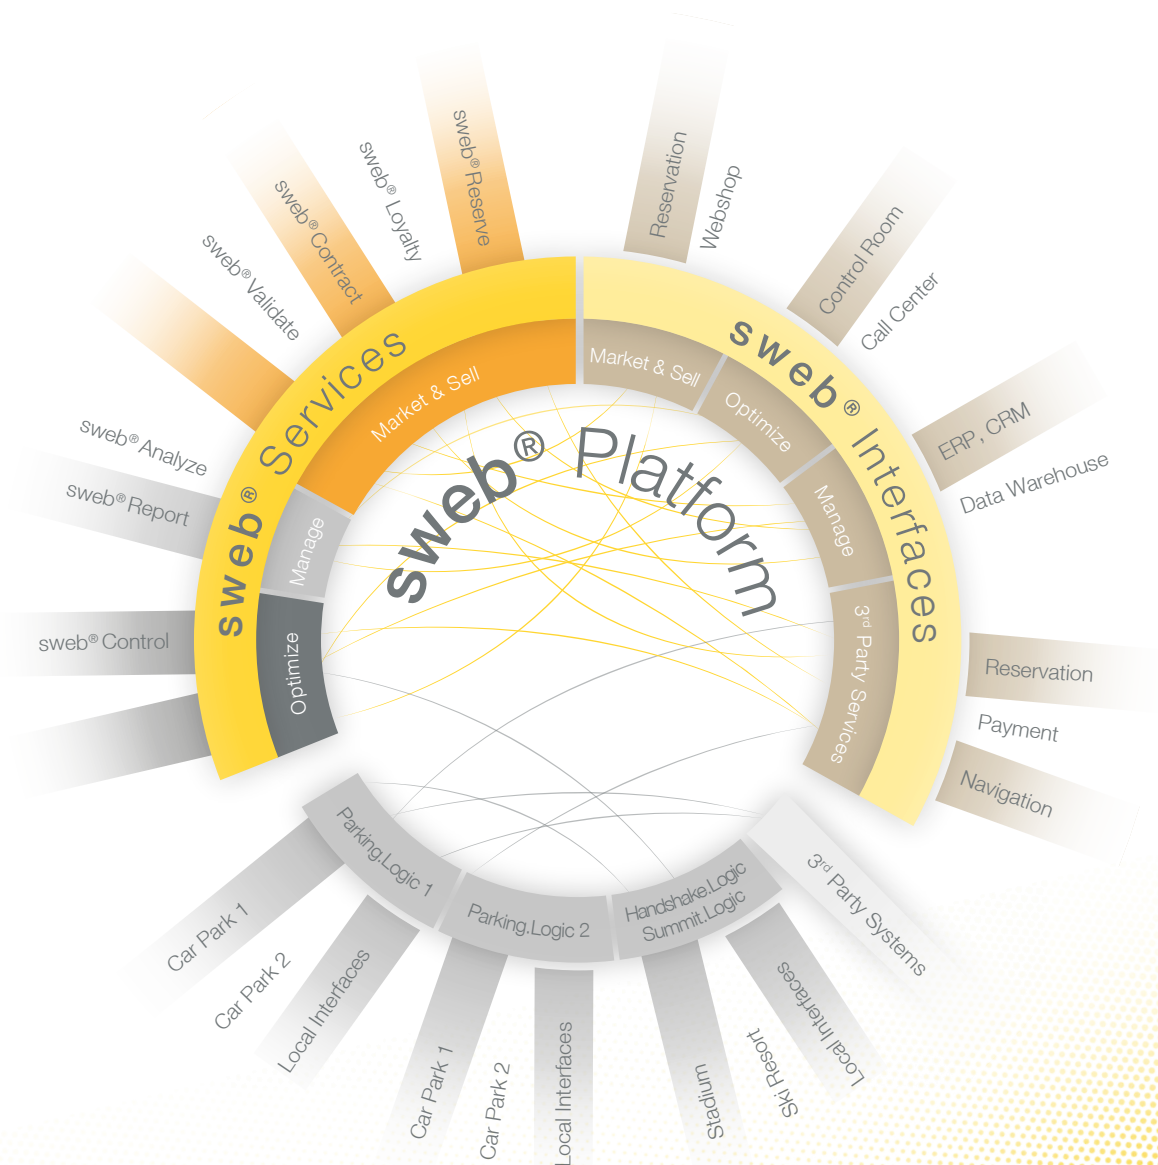 sweb® Platform
sweb® Services
Market & Sell
Manage
Optimize
sweb® Reserve
sweb® Loyalty
sweb® Contract
sweb® Validate
sweb® Analyze
sweb® Report
sweb® Control
sweb® Interfaces
Market & Sell
Optimize
Manage
3rd Party Services
Reservation
Webshop
Control Room
Call Center
ERP, CRM
Data Warehouse
Reservation
Payment
Navigation
Parking.Logic 1
Parking.Logic 2
Handshake.Logic
Summit.Logic
3rd Party Systems
Car Park 1
Car Park 2
Local Interfaces
Car Park 1
Car Park 2
Local Interfaces
Stadium
Ski Resort
Local Interfaces